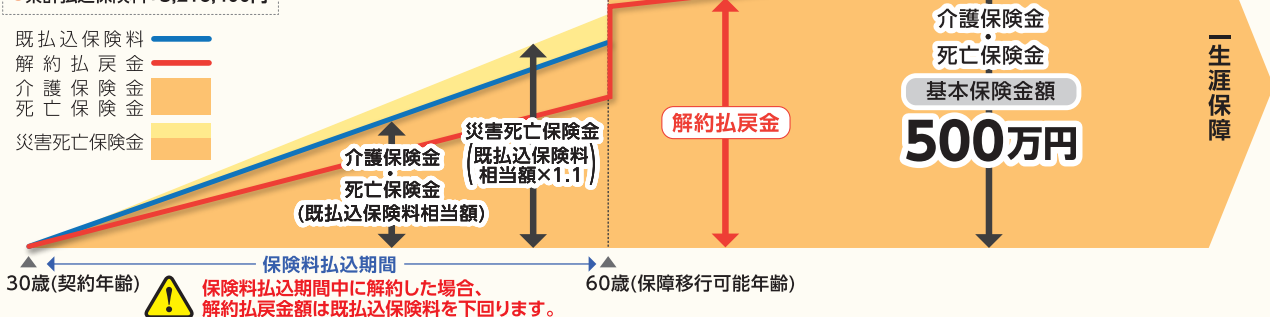 既払込保険料
解約払戻金
介護保険金
死亡保険金
災害死亡保険金
介護保険金
・
死亡保険金
(既払込保険料相当額)
災害死亡保険金
(既払込保険料
相当額×1.1)
解約払戻金
介護保険金
・
死亡保険金
基本保険金額
500万円
一生涯保障
保険料払込期間
30歳(契約年齢)
60歳(保障移行可能年齢)
保険料払込期間中に解約した場合、
解約払戻金額は既払込保険料を下回ります。